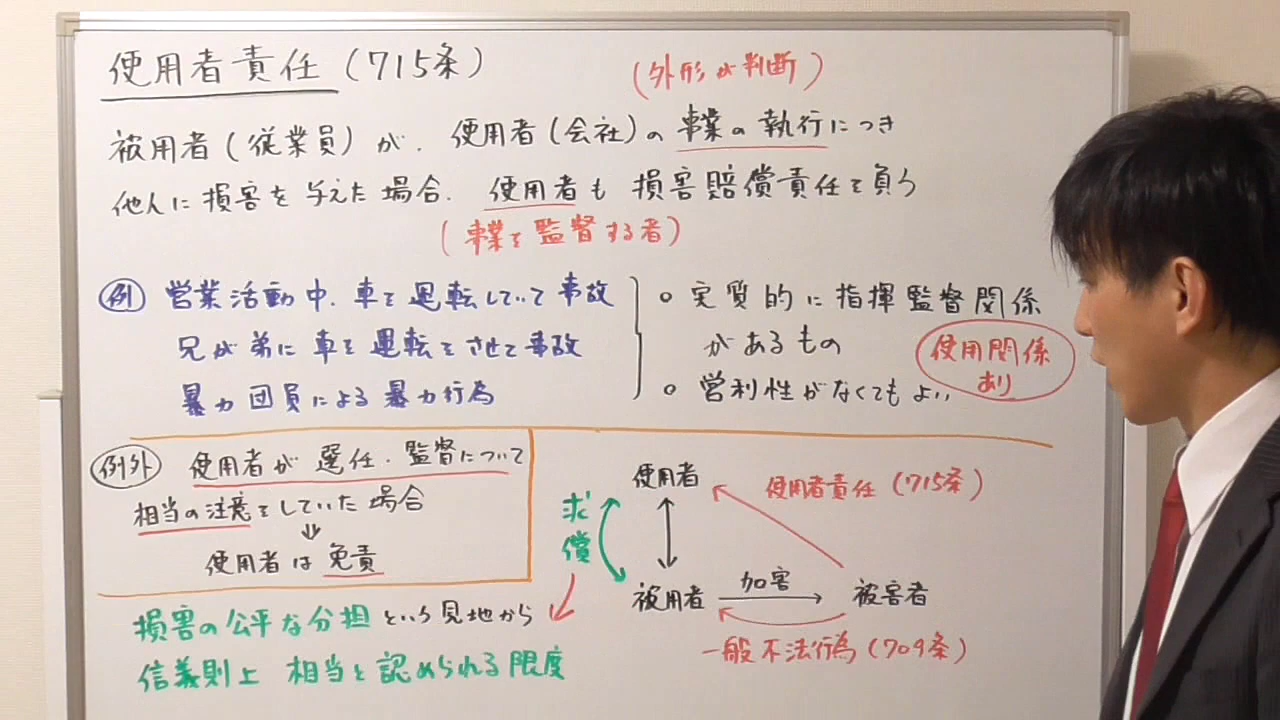 使用者責任(715条)
(外形が判断)
被用者(従業員)が、使用者(会社)の事業の執行につき
他人に損害を与えた場合、使用者も損害賠償責任を負う
(事業を監督する者)
例 営業活動中、車を運転していて事故
兄が弟に車を運転をさせて事故
暴力団員による暴力行為
○実質的に指揮監督関係
があるもの
○営利性がなくてもよい
使用関係
あり
例外 使用者が選任・監督について
相当の注意をしていた場合
⇓
使用者は免責
損害の公平な分担という見地から
信義則上 相当と認められる限度
求
償
使用者
使用者責任(715条)
被用者 加害 被害者
一般不法行為(709条)